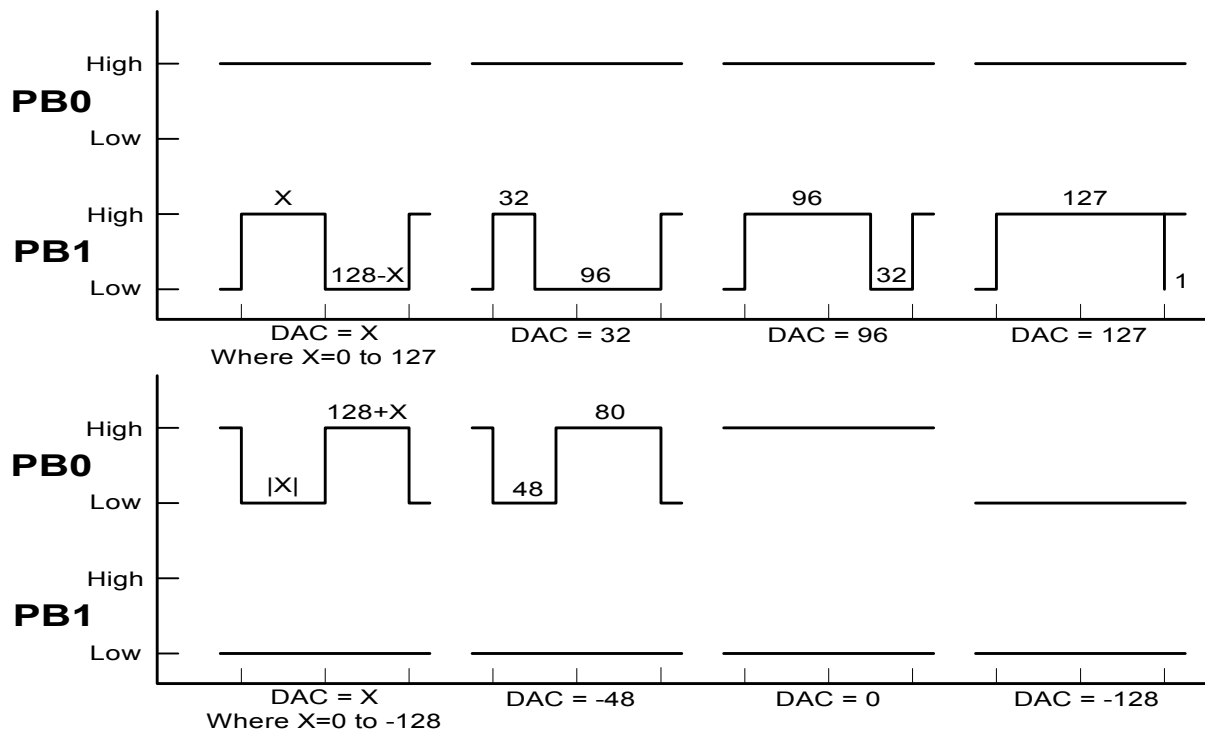 High
PB0
Low
X 32 96 127
High
PB1
128-X 96 32 1
Low
DAC = X DAC = 32 DAC = 96 DAC = 127
Where X=0 to 127
128+X 80
High
PB0
|X| 48
Low
High
PB1
Low
DAC = X DAC = -48 DAC = 0 DAC = -128
Where X=0 to -128